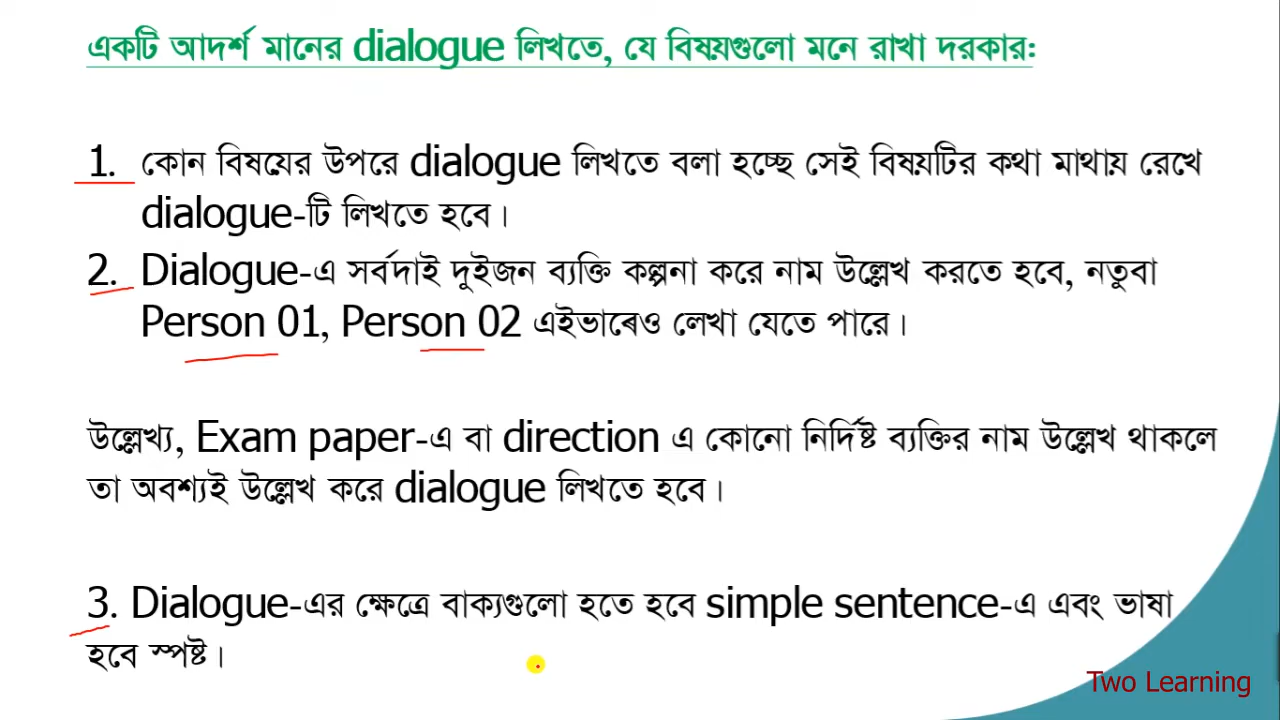 একটি আদর্শ মানের dialogue লিখতে, যে বিষয়গুলো মনে রাখা দরকার:
1. কোন বিষয়ের উপরে dialogue লিখতে বলা হচ্ছে সেই বিষয়টির কথা মাথায় রেখে
dialogue-টি লিখতে হবে।
2. Dialogue-এ সর্বদাই দুইজন ব্যক্তি কল্পনা করে নাম উল্লেখ করতে হবে, নতুবা
Person 01, Person 02 এইভাৰেও লেখা যেতে পারে।
উল্লেখ্য, Exam paper-এ বা direction এ কোনো নির্দিষ্ট ব্যক্তির নাম উল্লেখ থাকলে
তা অবশ্যই উল্লেখ করে dialogue লিখতে হবে।
3. Dialogue-এর ক্ষেত্রে বাক্যগুলো হতে হবে simple sentence-এ এবং ভাষা
হবে স্পষ্ট।
Two Learning